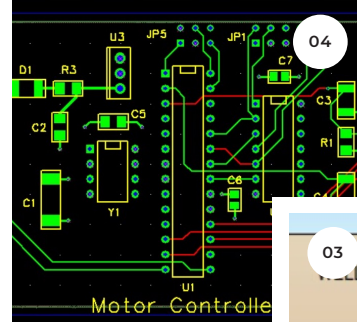 U3
JP5
JP1
04
D1
R3
C7
C3
C2
C5
R1
C1
Y1
C6
U1
Motor Controlle
03